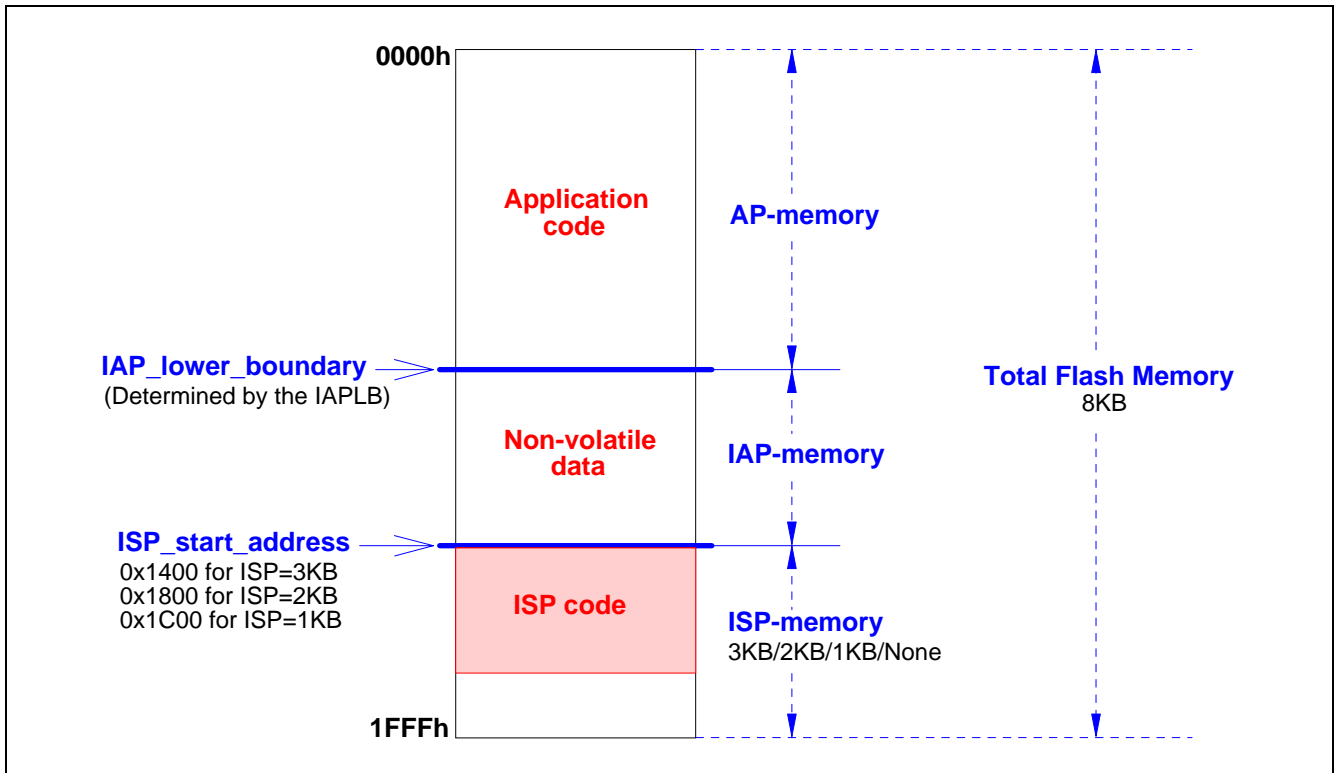 0000h
Application
code
AP-memory
IAP_lower_boundary
(Determined by the IAPLB)
Total Flash Memory
8KB
Non-volatile
data
IAP-memory
ISP_start_address
0x1400 for ISP=3KB
0x1800 for ISP=2KB
0x1C00 for ISP=1KB
ISP code
ISP-memory
3KB/2KB/1KB/None
1FFFh